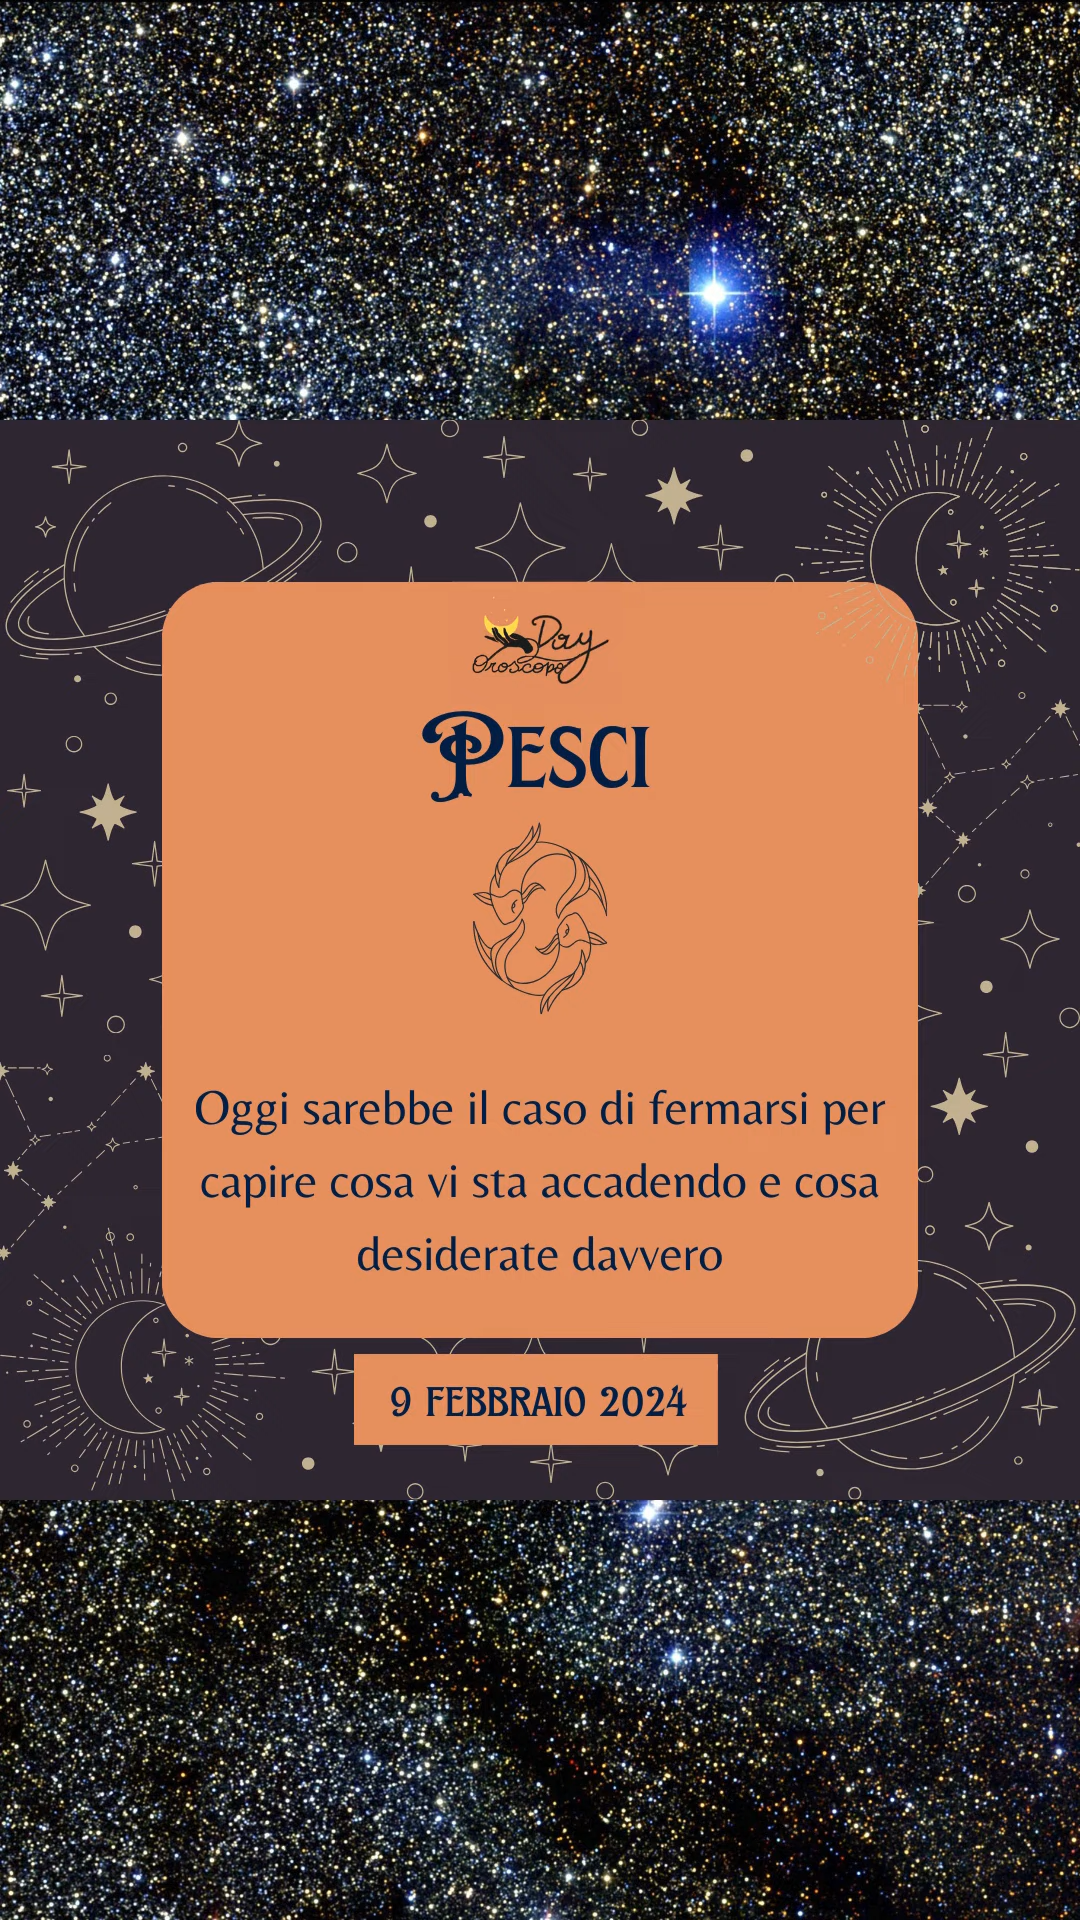 Day
Oroscopo
PESCI
Oggi sarebbe il caso di fermarsi per
capire cosa vi sta accadendo e cosa
desiderate davvero
9 FEBBRAIO 2024